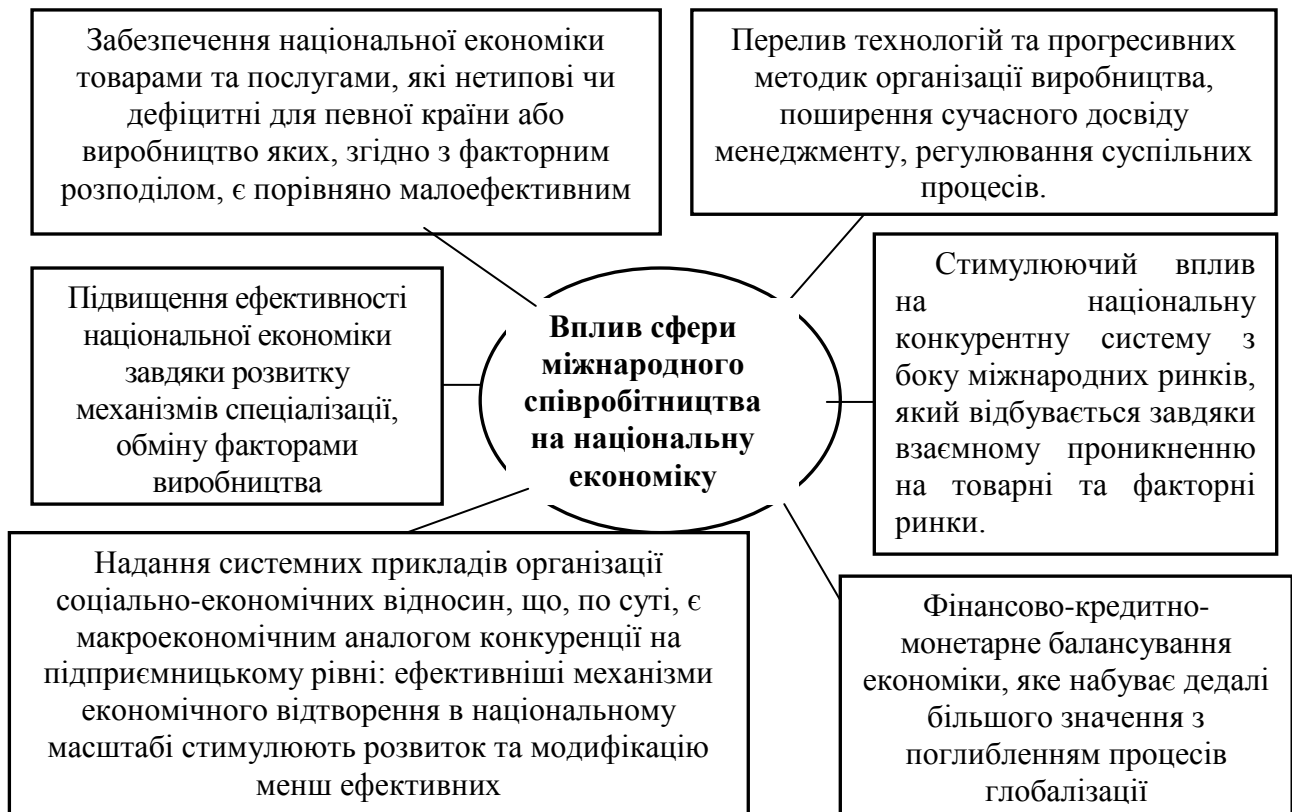 Забезпечення національної економіки
товарами та послугами, які нетипові чи
дефіцитні для певної країни або
виробництво яких, згідно з факторним
розподілом, є порівняно малоефективним
Перелив технологій та прогресивних
методик організації виробництва,
поширення сучасного досвіду
менеджменту, регулювання суспільних
процесів.
Підвищення ефективності
національної економіки
завдяки розвитку
механізмів спеціалізації,
обміну факторами
виробництва
Вплив сфери
міжнародного
співробітництва
на національну
економіку
Стимулюючий вплив
на національну
конкурентну систему з
боку міжнародних ринків,
який відбувається завдяки
взаємному проникненню
на товарні та факторні
ринки.
Надання системних прикладів організації
соціально-економічних відносин, що, по суті, є
макроекономічним аналогом конкуренції на
підприємницькому рівні: ефективніші механізми
економічного відтворення в національному
масштабі стимулюють розвиток та модифікацію
менш ефективних
Фінансово-кредитно-
монетарне балансування
економіки, яке набуває дедалі
більшого значення з
поглибленням процесів
глобалізації